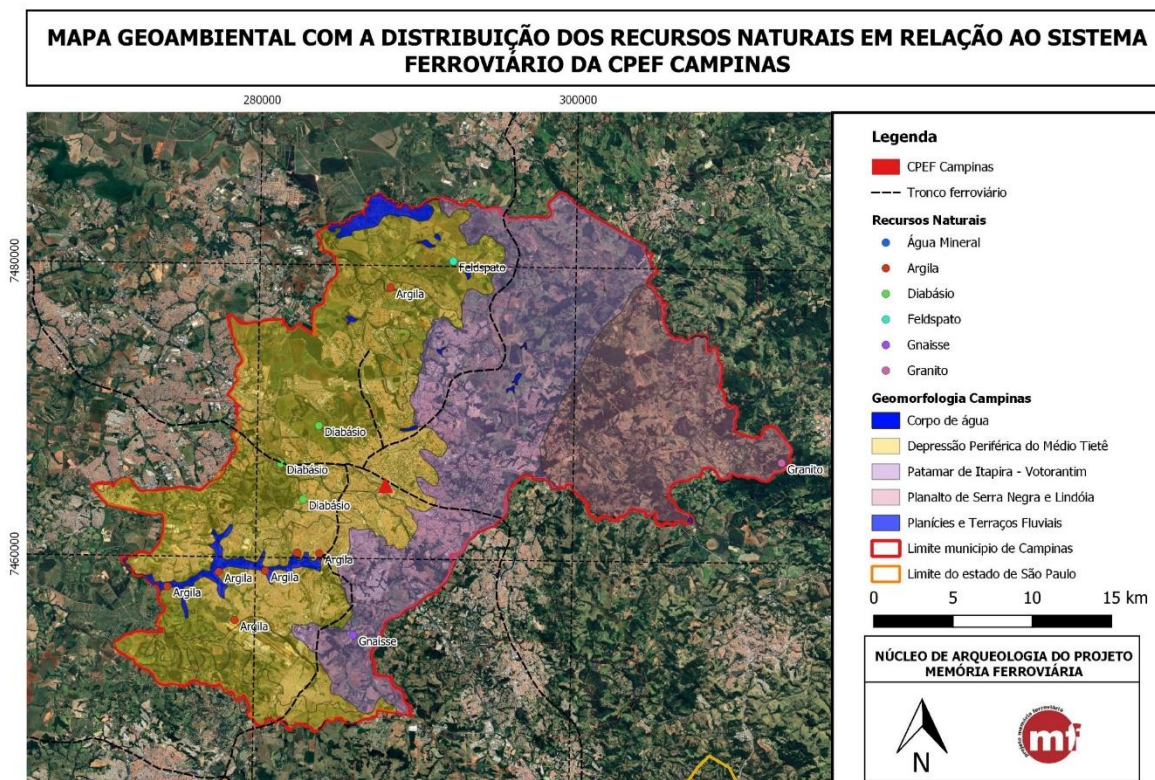 MAPA GEOAMBIENTAL COM A DISTRIBUIÇÃO DOS RECURSOS NATURAIS EM RELAÇÃO AO SISTEMA
FERROVIÁRIO DA CPEF CAMPINAS
280000
300000
7480000
7460000
Feldspato
Argila
Diabásio
Diabásio
Diabásio
Granito
Argila
Argila
Argila
Argila
Argila
Gnaisse
Legenda
CPEF Campinas
Tronco ferroviário
Recursos Naturais
Água Mineral
Argila
Diabásio
Feldspato
Gnaisse
Granito
Geomorfologia Campinas
Corpo de água
Depressão Periférica do Médio Tietê
Patamar de Itapira - Votorantim
Planalto de Serra Negra e Lindóia
Planícies e Terraços Fluviais
Limite município de Campinas
Limite do estado de São Paulo
0 5 10 15 km
NÚCLEO DE ARQUEOLOGIA DO PROJETO
MEMÓRIA FERROVIÁRIA
N
projeto memória ferroviária
mf